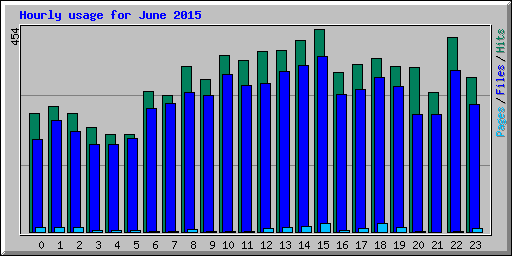 Hourly usage for June 2015
454
Pages/Files/Hits
0 1 2 3 4 5 6 7 8 9 10 11 12 13 14 15 16 17 18 19 20 21 22 23